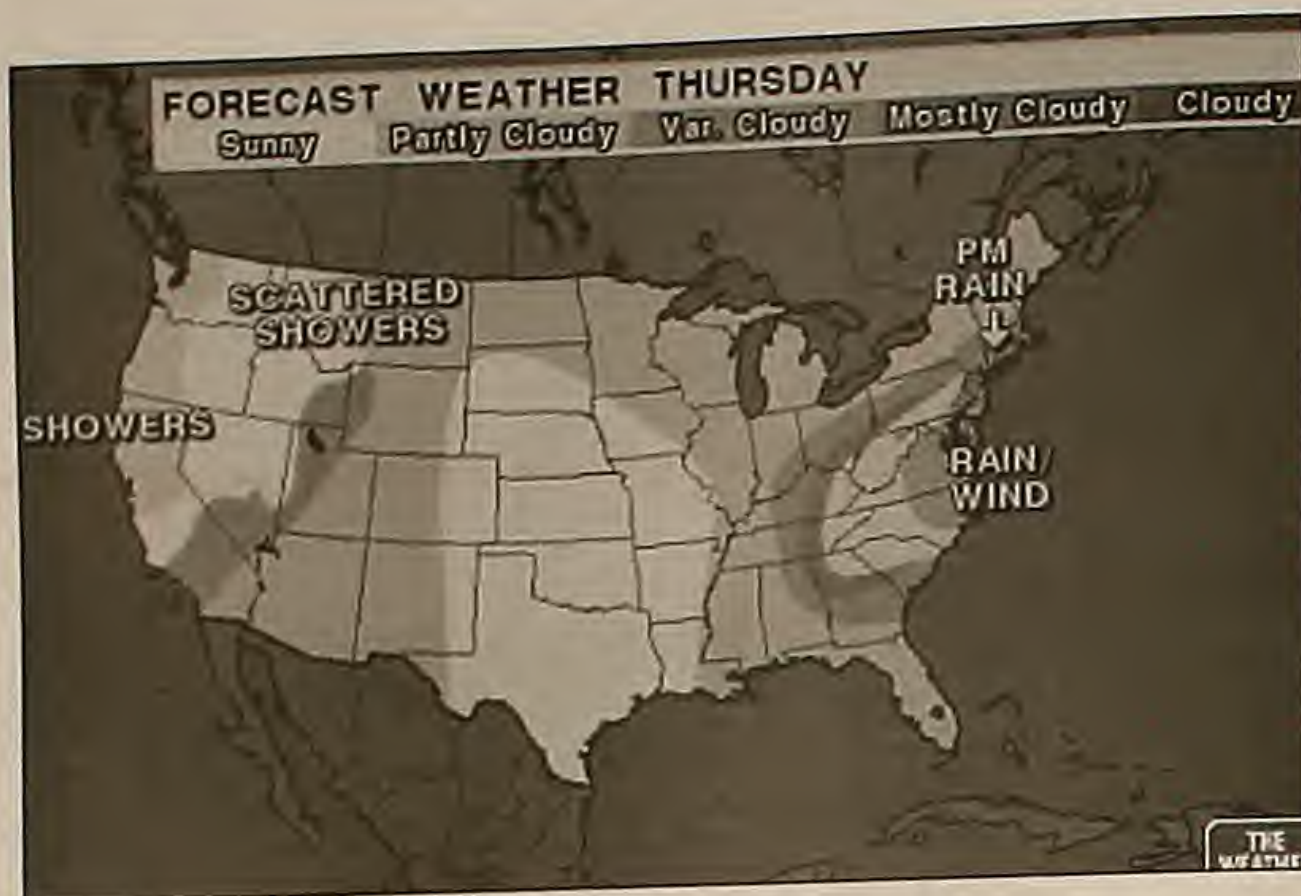 FORECAST WEATHER THURSDAY
Sunny Partly Cloudy Var. Cloudy Mostly Cloudy Cloudy
PM
RAIN
SCATTERED
SHOWERS
SHOWERS
RAIN/
WIND
THE
WEATHE